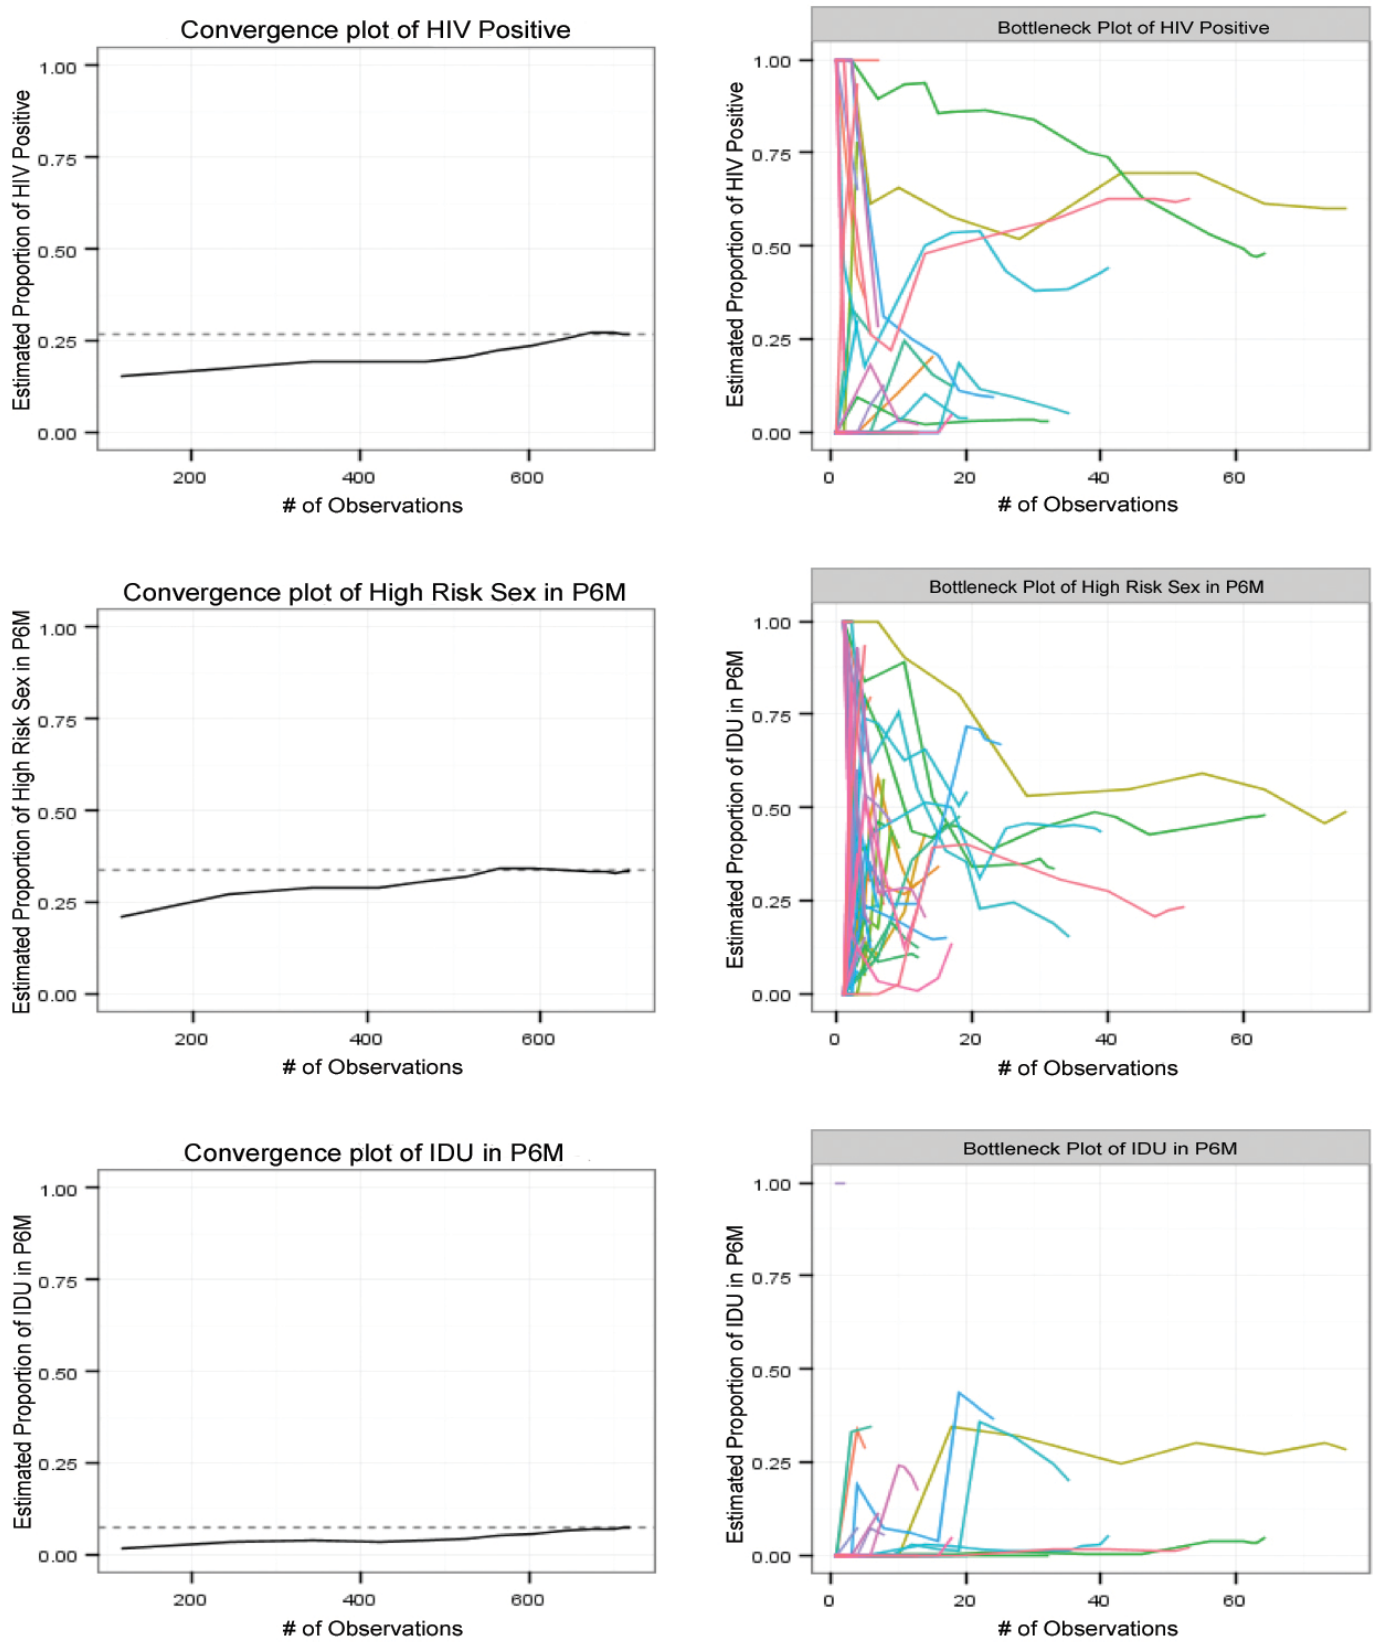 Convergence plot of HIV Positive
Estimated Proportion of HIV Positive
1.00
0.75
0.50
0.25
0.00
200 400 600
# of Observations
Bottleneck Plot of HIV Positive
Estimated Proportion of HIV Positive
1.00
0.75
0.50
0.25
0.00
0 20 40 60
# of Observations
Convergence plot of High Risk Sex in P6M
Estimated Proportion of High Risk Sex in P6M
1.00
0.75
0.50
0.25
0.00
200 400 600
# of Observations
Bottleneck Plot of High Risk Sex in P6M
Estimated Proportion of IDU in P6M
1.00
0.75
0.50
0.25
0.00
0 20 40 60
# of Observations
Convergence plot of IDU in P6M
Estimated Proportion of IDU in P6M
1.00
0.75
0.50
0.25
0.00
200 400 600
# of Observations
Bottleneck Plot of IDU in P6M
Estimated Proportion of IDU in P6M
1.00
0.75
0.50
0.25
0.00
0 20 40 60
# of Observations